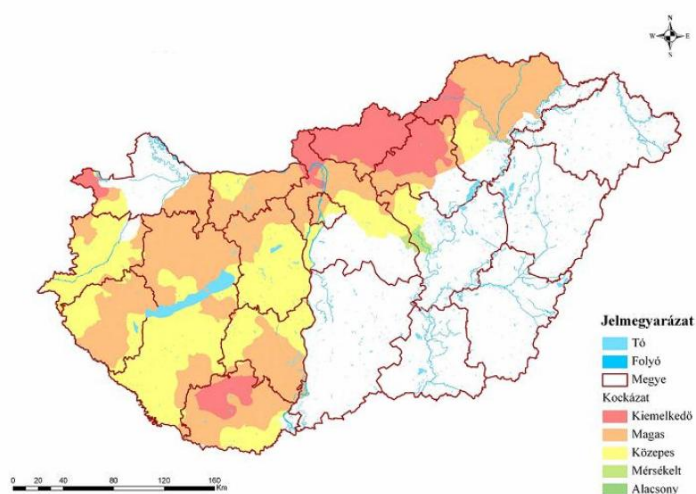 N
W E
N
Jelmegyarázat
Tó
Folyó
Megye
Kockázat
Kiemelkedő
Magas
Közepes
Mérsékelt
Alacsony
0 20 40 80 120 160
Km